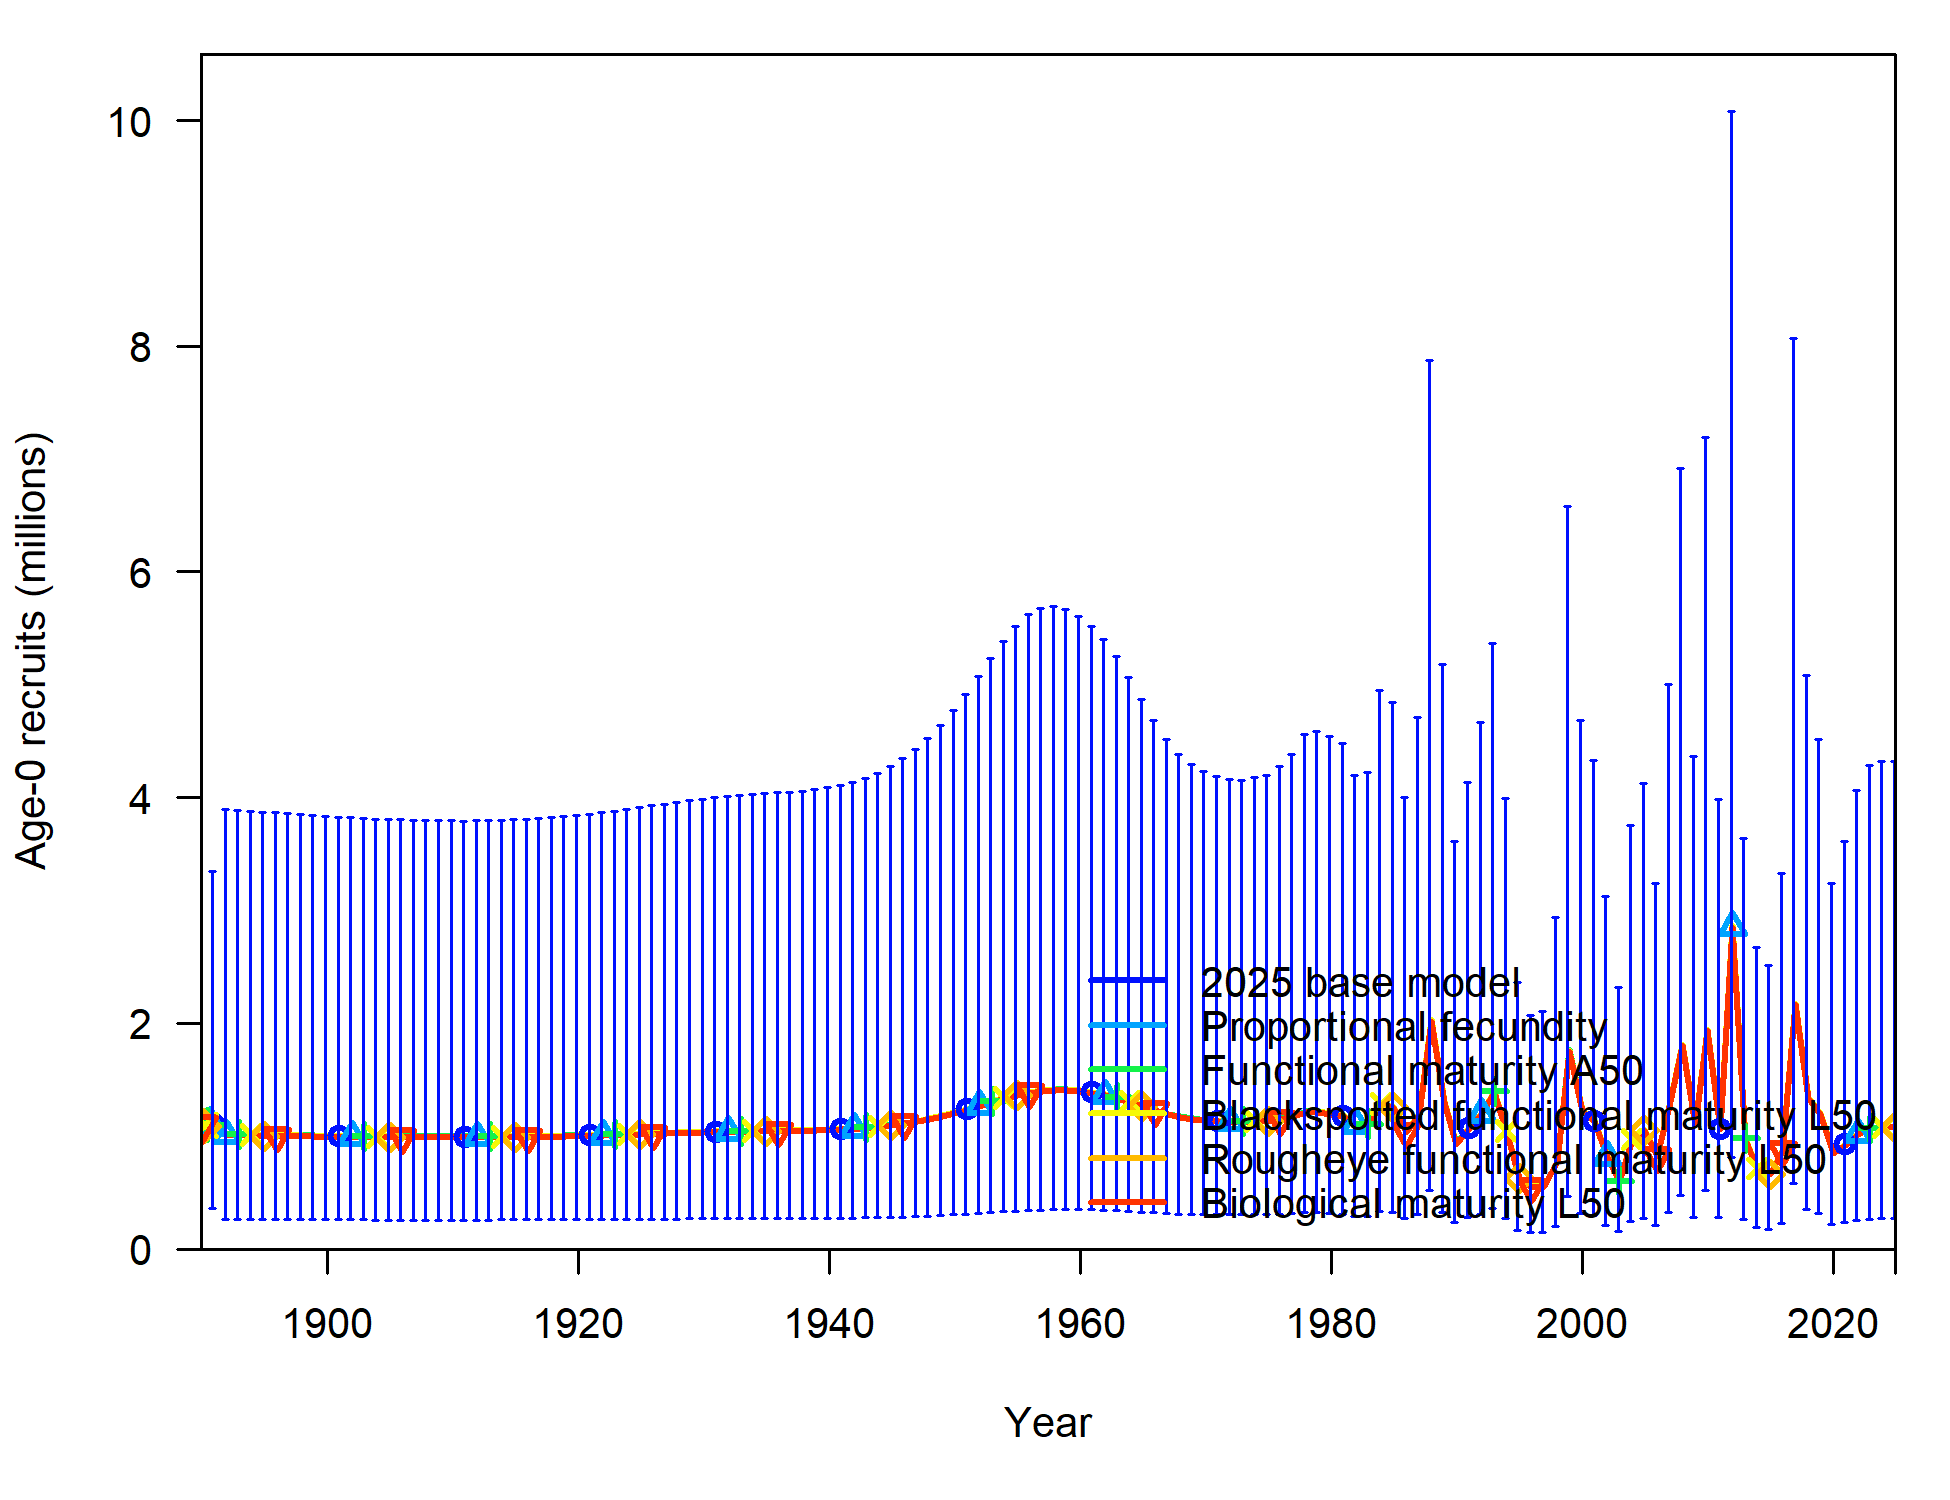 10
8
6
4
2
0
Age-0 recruits (millions)
2025 base model
Proportional fecundity
Functional maturity A50
Blackspotted functional maturity L50
Rougheye functional maturity L50
Biological maturity L50
1900 1920 1940 1960 1980 2000 2020
Year